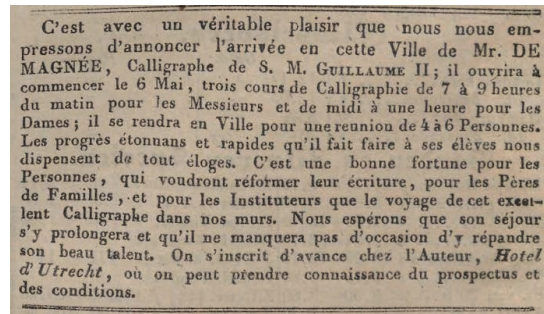 C'est avec un véritable plaisir que nous nous em-
pressons d'annoncer l'arrivée en cette Ville de Mr. DE
MAGNÉE, Calligraphe de S. M. GUILLAUME II; il ouvrira à
commencer le 6 Mai, trois cours de Calligraphie de 7 à 9 heures
du matin pour les Messieurs et de midi à une heure pour les
Dames; il se rendra en Ville pour une reunion de 4 à 6 Personnes.
Les progrès étonnans et rapides qu'il fait faire à ses élèves nous
dispensent de tout éloges. C'est une bonne fortune pour les
Personnes, qui voudront réformer leur écriture, pour les Pères
de Familles, et pour les Instituteurs que le voyage de cet excel-
lent Calligraphe dans nos murs. Nous espérons que son séjour
s'y prolongera et qu'il ne manquera pas d'occasion d'y répandre
son beau talent. On s'inscrit d'avance chez l'Auteur, Hotel
d'Utrecht, où on peut prendre connaissance du prospectus et
des conditions.